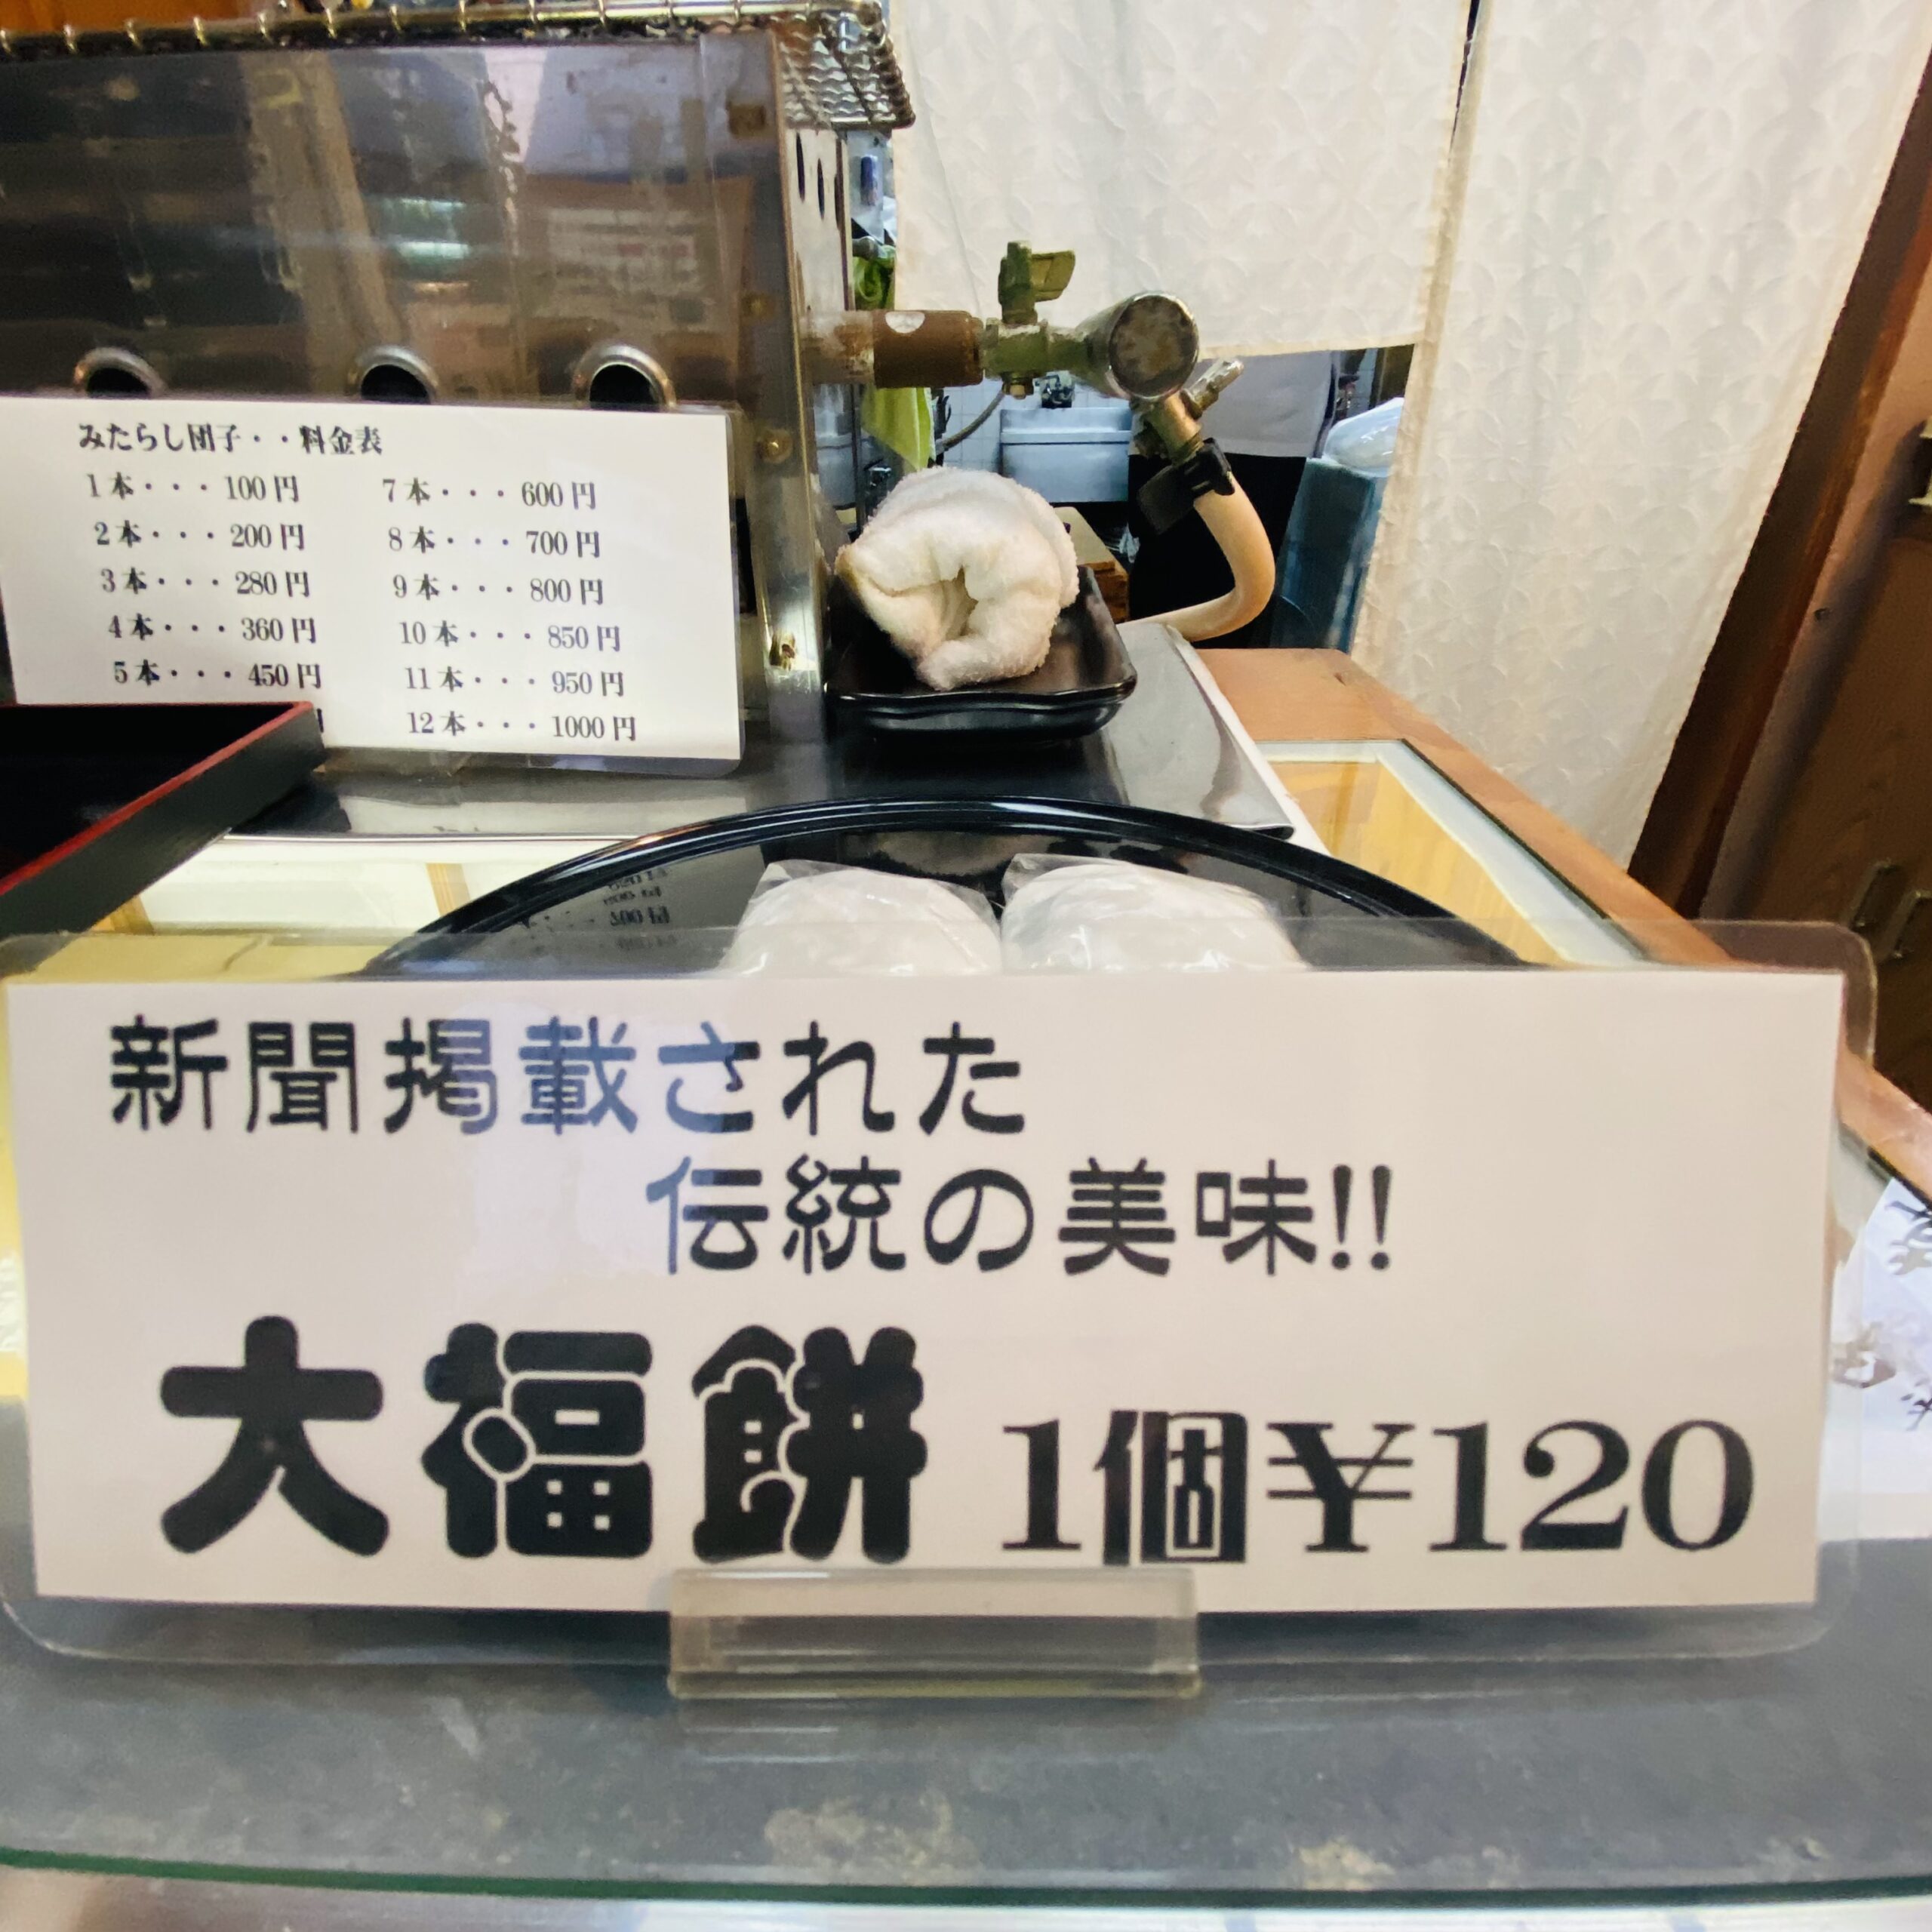 みたらし団子・・料金表
1本・・・100円
2本・・・200円
3本・・・280円
4本・・・360円
5本・・・450円
7本・・・600円
8本・・・700円
9本・・・800円
10本・・・850円
11本・・・950円
12本・・・1000円
新聞掲載された
伝統の美味!!
大福餅 1個¥120